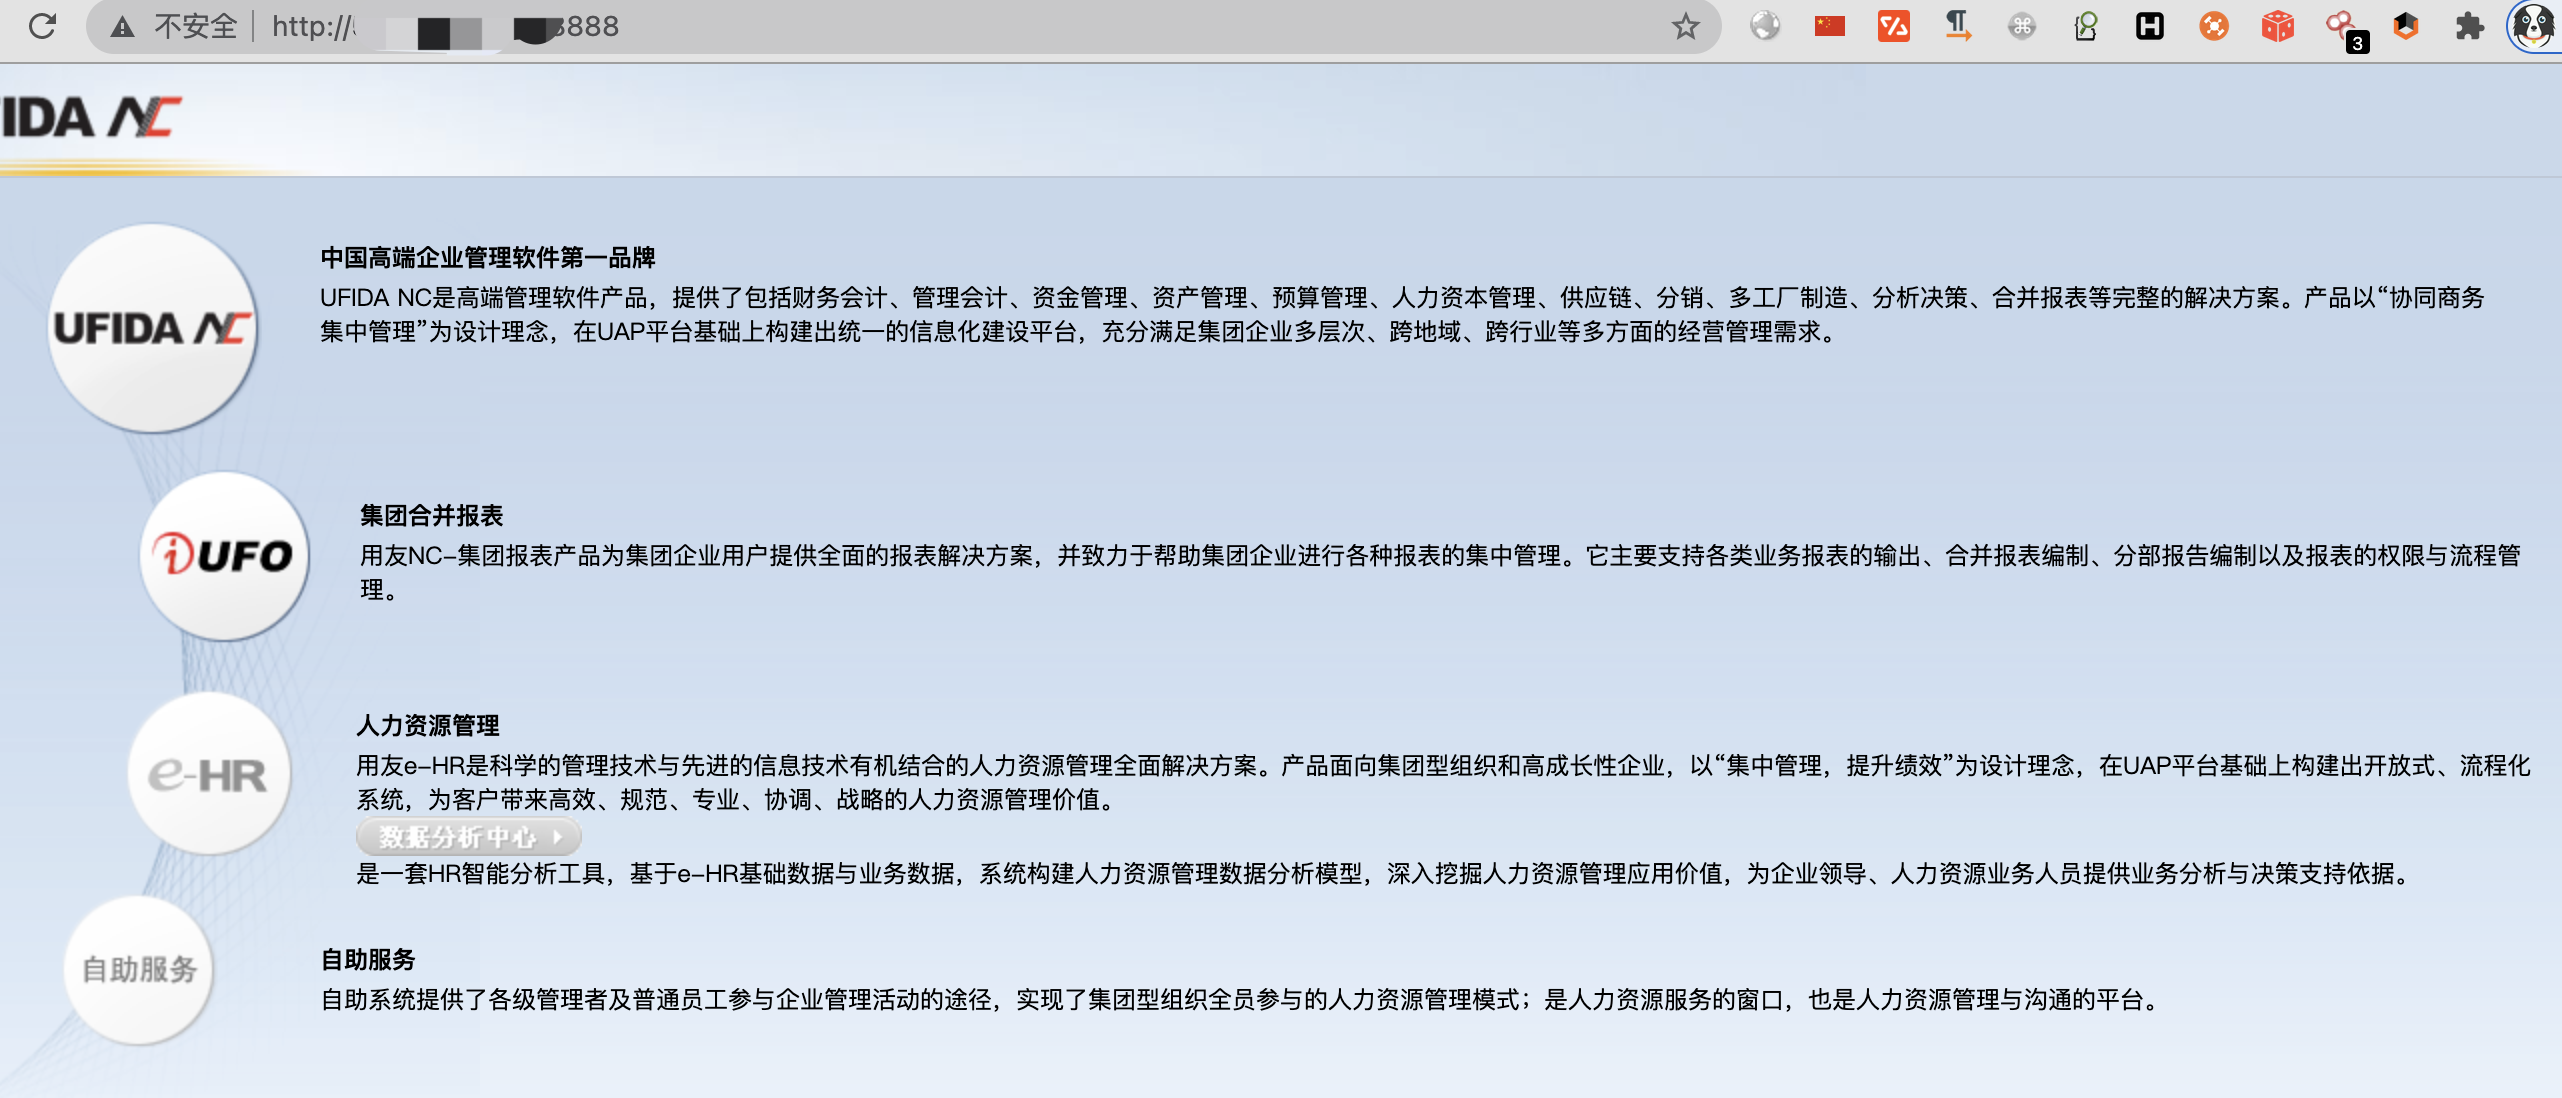 不安全 http:// 888
3
IDA NC
中国高端企业管理软件第一品牌
UFIDA NC是高端管理软件产品，提供了包括财务会计、管理会计、资金管理、资产管理、预算管理、人力资本管理、供应链、分销、多工厂制造、分析决策、合并报表等完整的解决方案。产品以“协同商务
集中管理”为设计理念，在UAP平台基础上构建出统一的信息化建设平台，充分满足集团企业多层次、跨地域、跨行业等多方面的经营管理需求。
UFIDA NC
集团合并报表
用友NC-集团报表产品为集团企业用户提供全面的报表解决方案，并致力于帮助集团企业进行各种报表的集中管理。它主要支持各类业务报表的输出、合并报表编制、分部报告编制以及报表的权限与流程管
理。
iUFO
人力资源管理
用友e-HR是科学的管理技术与先进的信息技术有机结合的人力资源管理全面解决方案。产品面向集团型组织和高成长性企业，以“集中管理，提升绩效”为设计理念，在UAP平台基础上构建出开放式、流程化
系统，为客户带来高效、规范、专业、协调、战略的人力资源管理价值。
e-HR
数据分析中心
是一套HR智能分析工具，基于e-HR基础数据与业务数据，系统构建人力资源管理数据分析模型，深入挖掘人力资源管理应用价值，为企业领导、人力资源业务人员提供业务分析与决策支持依据。
自助服务
自助服务
自助系统提供了各级管理者及普通员工参与企业管理活动的途径，实现了集团型组织全员参与的人力资源管理模式；是人力资源服务的窗口，也是人力资源管理与沟通的平台。